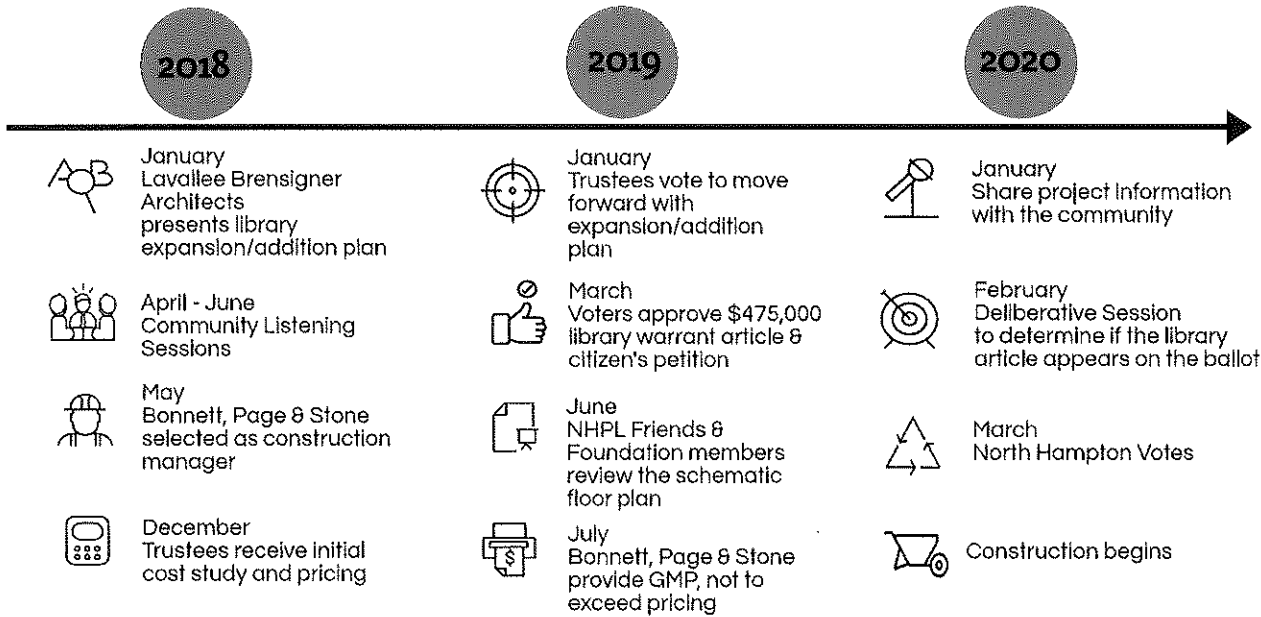 2018
January
Lavallee Brensigner
Architects
presents library
expansion/addition plan
April - June
Community Listening
Sessions
May
Bonnett, Page & Stone
selected as construction
manager
December
Trustees receive initial
cost study and pricing
2019
January
Trustees vote to move
forward with
expansion/addition
plan
March
Voters approve $475,000
library warrant article &
citizen's petition
June
NHPL Friends &
Foundation members
review the schematic
floor plan
July
Bonnett, Page & Stone
provide GMP, not to
exceed pricing
2020
January
Share project information
with the community
February
Deliberative Session
to determine if the library
article appears on the ballot
March
North Hampton Votes
Construction begins